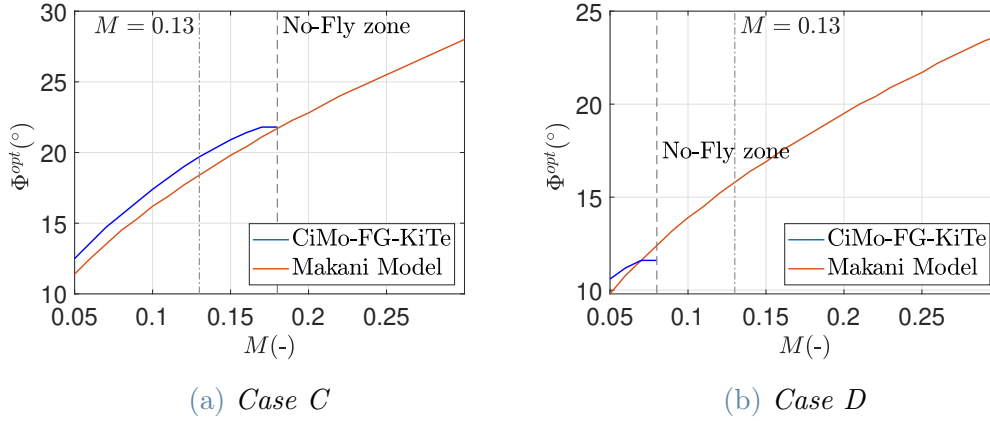 30
25
20
15
10
Φ^opt(°)
M = 0.13
No-Fly zone
CiMo-FG-KiTe
Makani Model
0.05 0.1 0.15 0.2 0.25
M(-)
(a) Case C
25
20
15
10
Φ^opt(°)
M = 0.13
No-Fly zone
CiMo-FG-KiTe
Makani Model
0.05 0.1 0.15 0.2 0.25
M(-)
(b) Case D